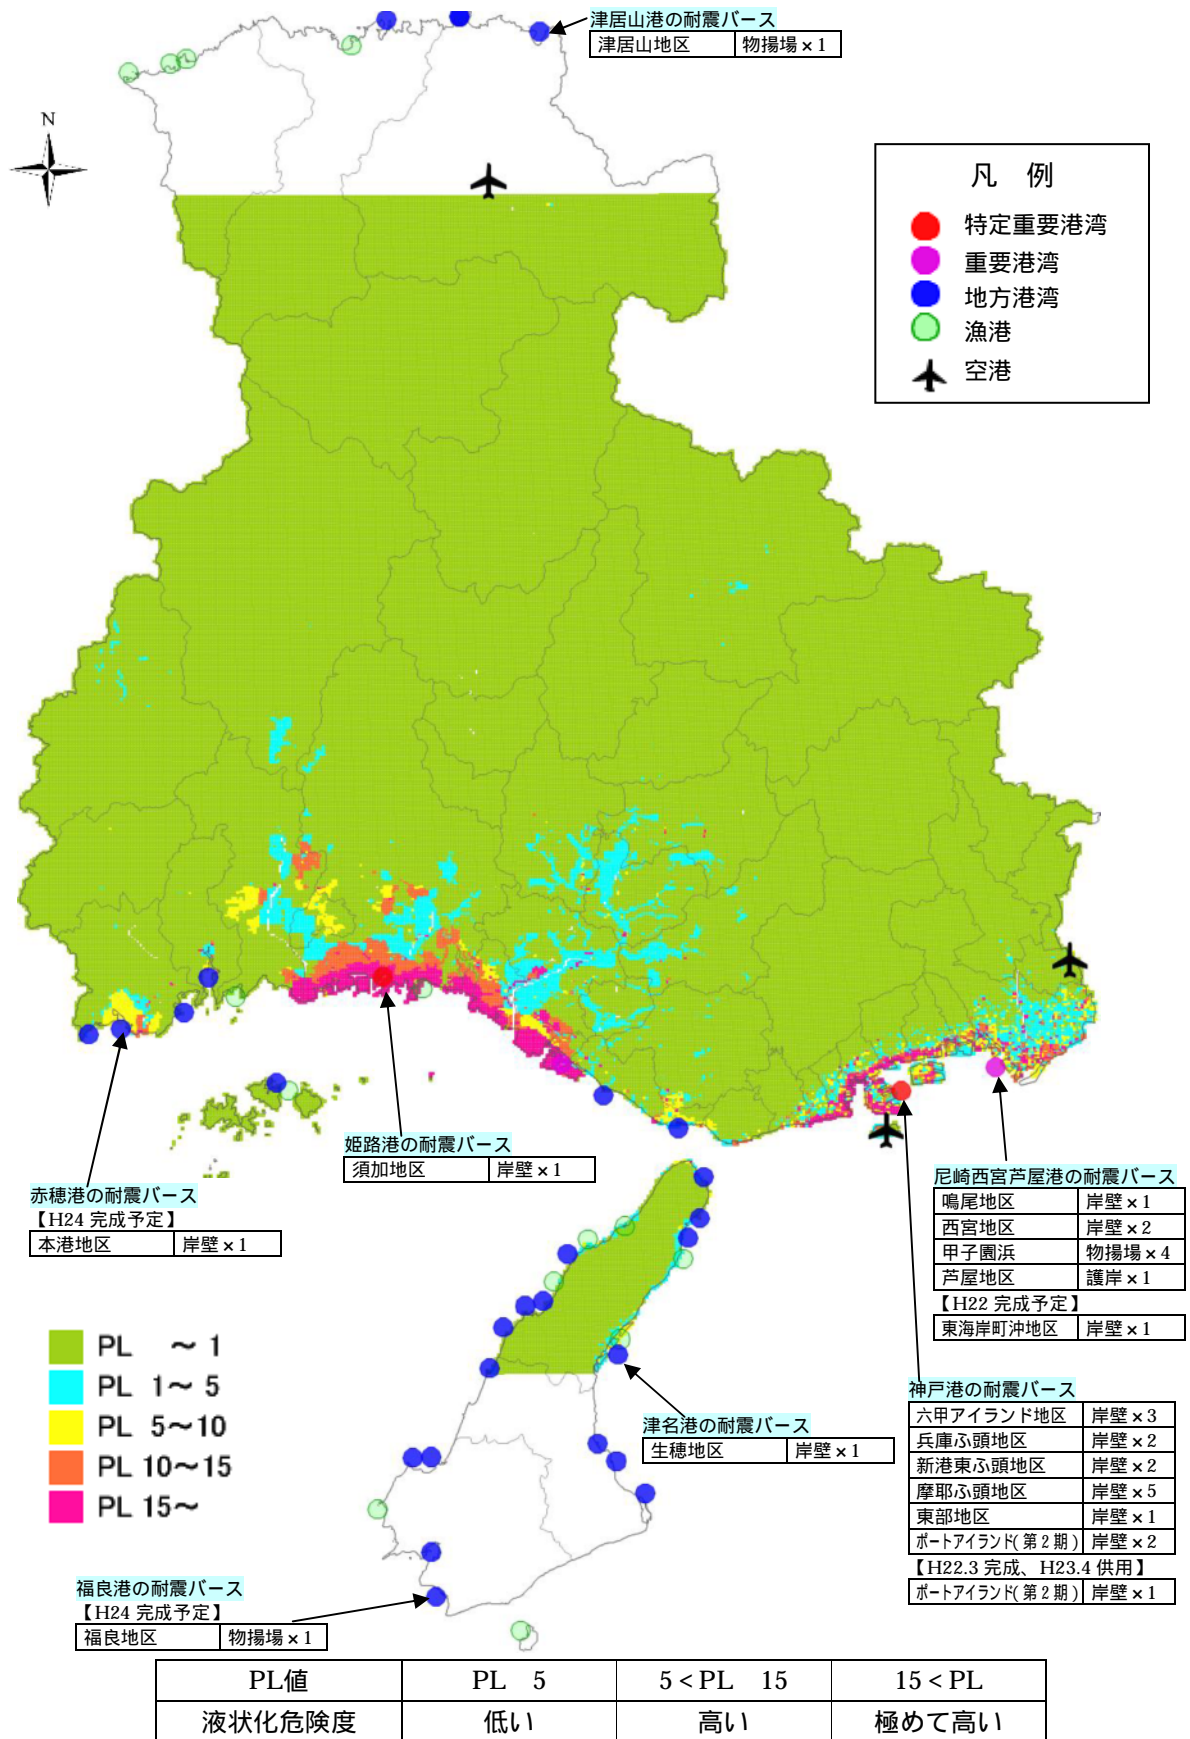 津居山港の耐震バース
津居山地区 物揚場×1
N
凡 例
特定重要港湾
重要港湾
地方港湾
漁港
空港
姫路港の耐震バース
須加地区 岸壁×1
赤穂港の耐震バース
【H24 完成予定】
本港地区 岸壁×1
尼崎西宮芦屋港の耐震バース
鳴尾地区 岸壁×1
西宮地区 岸壁×2
甲子園浜 物揚場×4
芦屋地区 護岸×1
【H22 完成予定】
東海岸町沖地区 岸壁×1
PL ～ 1
PL 1～ 5
PL 5～10
PL 10～15
PL 15～
神戸港の耐震バース
六甲アイランド地区 岸壁×3
兵庫ふ頭地区 岸壁×2
新港東ふ頭地区 岸壁×2
摩耶ふ頭地区 岸壁×5
東部地区 岸壁×1
ポートアイランド(第2期) 岸壁×2
【H22.3 完成、H23.4 供用】
ポートアイランド(第2期) 岸壁×1
津名港の耐震バース
生穂地区 岸壁×1
福良港の耐震バース
【H24 完成予定】
福良地区 物揚場×1
PL値 PL 5 5＜PL 15 15＜PL
液状化危険度 低い 高い 極めて高い